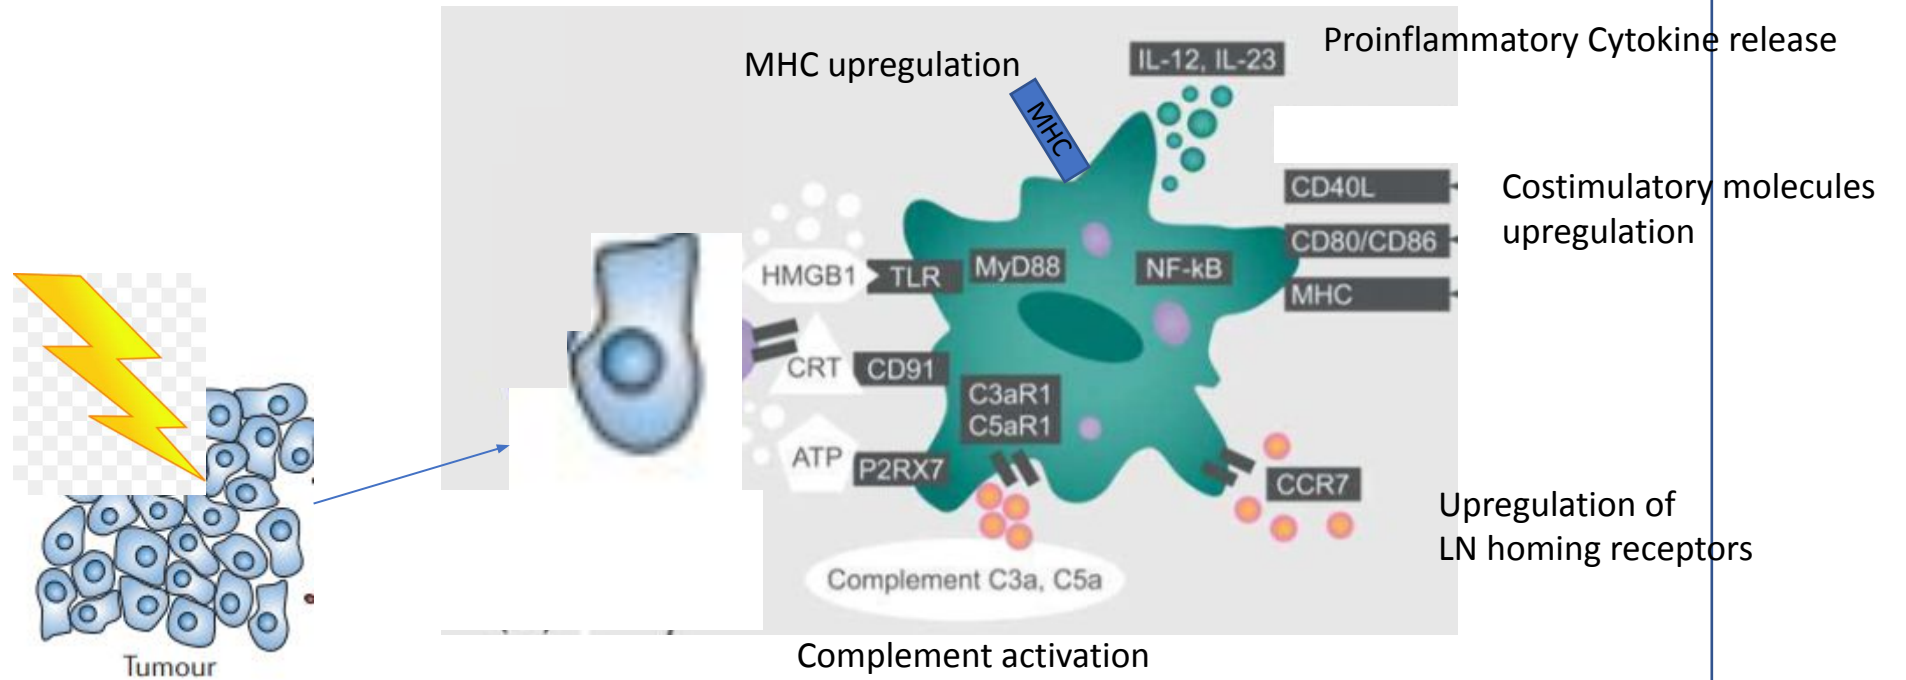 Proinflammatory Cytokine release
MHC upregulation
IL-12, IL-23
MHC
CD40L
CD80/CD86
MHC
Costimulatory molecules
upregulation
HMGB1
TLR
MyD88
NF-kB
CRT
CD91
C3aR1
C5aR1
ATP
P2RX7
CCR7
Upregulation of
LN homing receptors
Complement C3a, C5a
Complement activation
Tumour